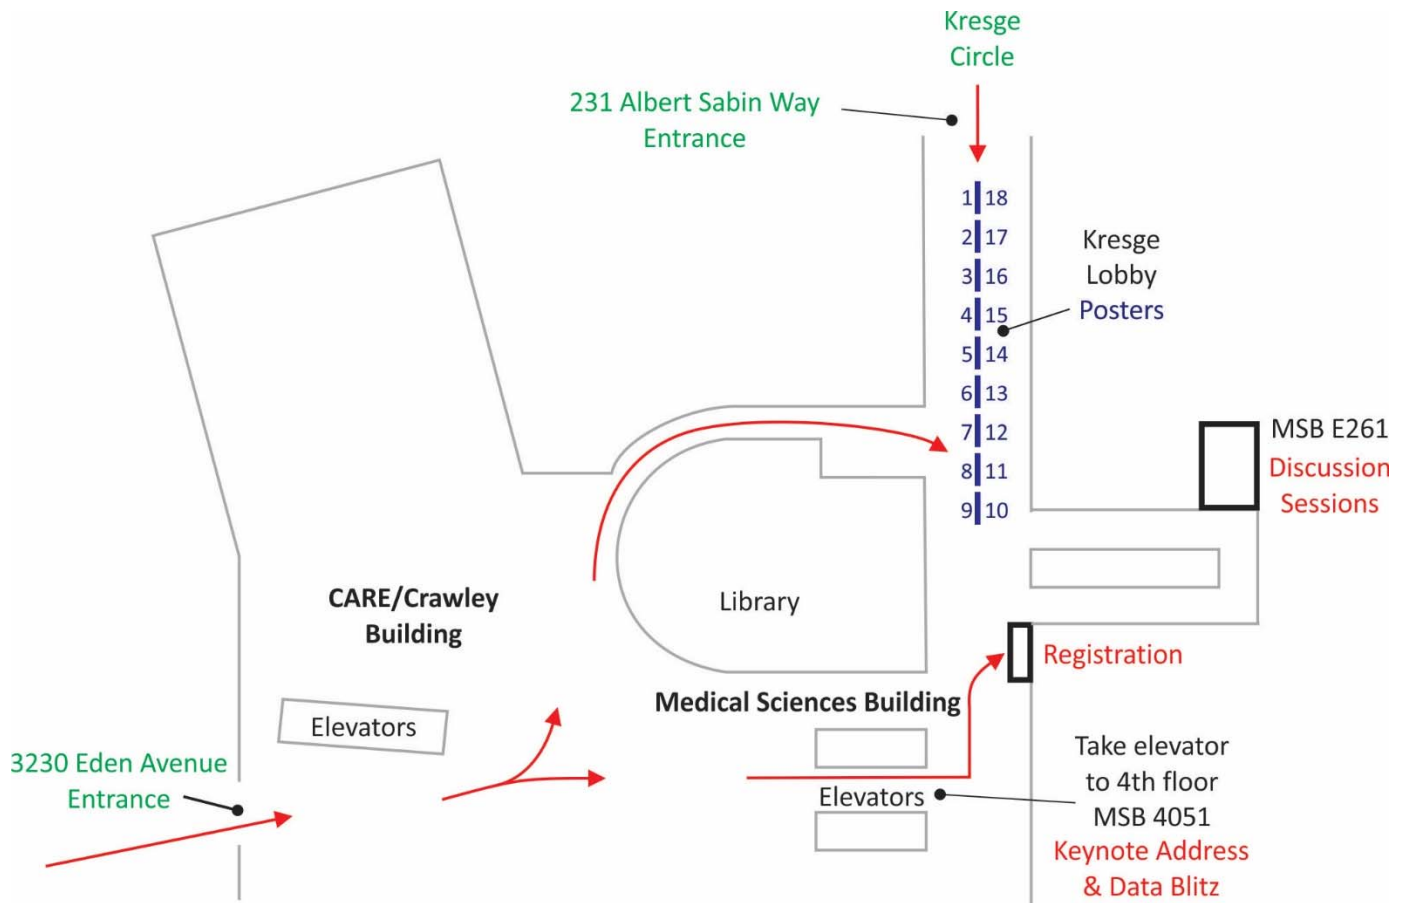 Kresge
Circle
231 Albert Sabin Way
Entrance
1 18
2 17
3 16
4 15
5 14
6 13
7 12
8 11
9 10
Kresge
Lobby
Posters
MSB E261
Discussion
Sessions
CARE/Crawley
Building
Library
Registration
Medical Sciences Building
Elevators
3230 Eden Avenue
Entrance
Elevators
Take elevator
to 4th floor
MSB 4051
Keynote Address
& Data Blitz